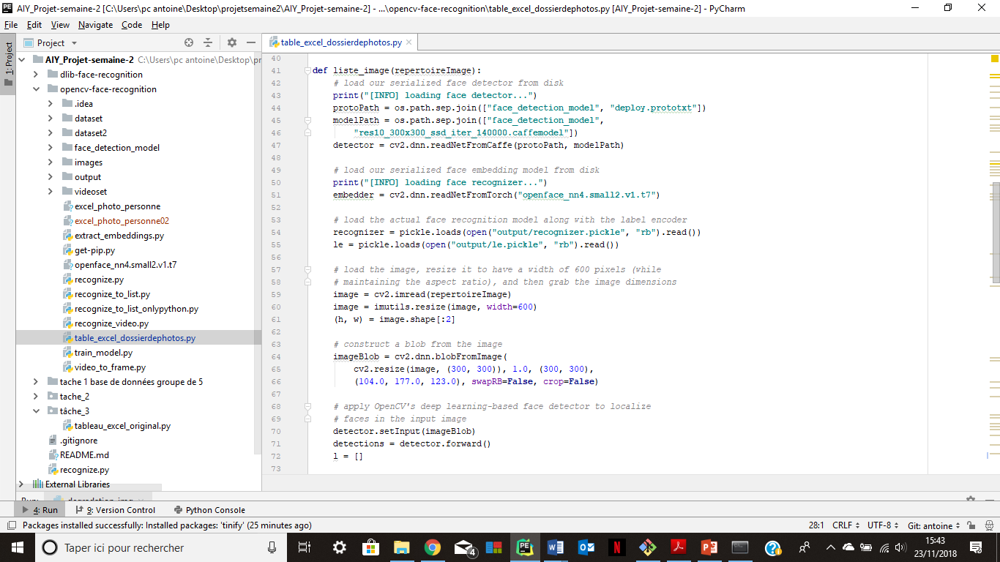 AIY_Projet-semaine-2 [C:\Users\pc antoine\Desktop\projetsemaine2\AIY_Projet-semaine-2] - ...\opencv-face-recognition\table_excel_dossierdephotos.py [AIY_Projet-semaine-2] - PyCharm
File Edit View Navigate Code Help
Project
table_excel_dossierdephotos.py
1: Project
AIY_Projet-semaine-2 C:\Users\pc antoine\Desktop\pr
dlib-face-recognition
opencv-face-recognition
.idea
dataset
dataset2
face_detection_model
images
output
videoset
excel_photo_personne
excel_photo_personne02
extract_embeddings.py
get-pip.py
openface_nn4.small2.v1.t7
recognize.py
recognize_to_list.py
recognize_to_list_onlypython.py
recognize_video.py
table_excel_dossierdephotos.py
train_model.py
video_to_frame.py
tache 1 base de données groupe de 5
tache_2
tâche_3
tableau_excel_original.py
.gitignore
README.md
recognize.py
External Libraries
40
41 def liste_image(repertoireImage):
42 # load our serialized face detector from disk
43 print("[INFO] loading face detector...")
44 protoPath = os.path.sep.join(["face_detection_model", "deploy.prototxt"])
45 modelPath = os.path.sep.join(["face_detection_model",
46 "res10_300x300_ssd_iter_140000.caffemodel"])
47 detector = cv2.dnn.readNetFromCaffe(protoPath, modelPath)
48
49 # load our serialized face embedding model from disk
50 print("[INFO] loading face recognizer...")
51 embedder = cv2.dnn.readNetFromTorch("openface_nn4.small2.v1.t7")
52
53 # load the actual face recognition model along with the label encoder
54 recognizer = pickle.loads(open("output/recognizer.pickle", "rb").read())
55 le = pickle.loads(open("output/le.pickle", "rb").read())
56
57 # load the image, resize it to have a width of 600 pixels (while
58 # maintaining the aspect ratio), and then grab the image dimensions
59 image = cv2.imread(repertoireImage)
60 image = imutils.resize(image, width=600)
61 (h, w) = image.shape[:2]
62
63 # construct a blob from the image
64 imageBlob = cv2.dnn.blobFromImage(
65 cv2.resize(image, (300, 300)), 1.0, (300, 300),
66 (104.0, 177.0, 123.0), swapRB=False, crop=False)
67
68 # apply OpenCV's deep learning-based face detector to localize
69 # faces in the input image
70 detector.setInput(imageBlob)
71 detections = detector.forward()
72 l = []
73
Run: degradation_img
4: Run 9: Version Control Python Console
Packages installed successfully: Installed packages: 'tinify' (25 minutes ago) 28:1 CRLF UTF-8 Git: antoine
Taper ici pour rechercher
4
15:43
23/11/2018